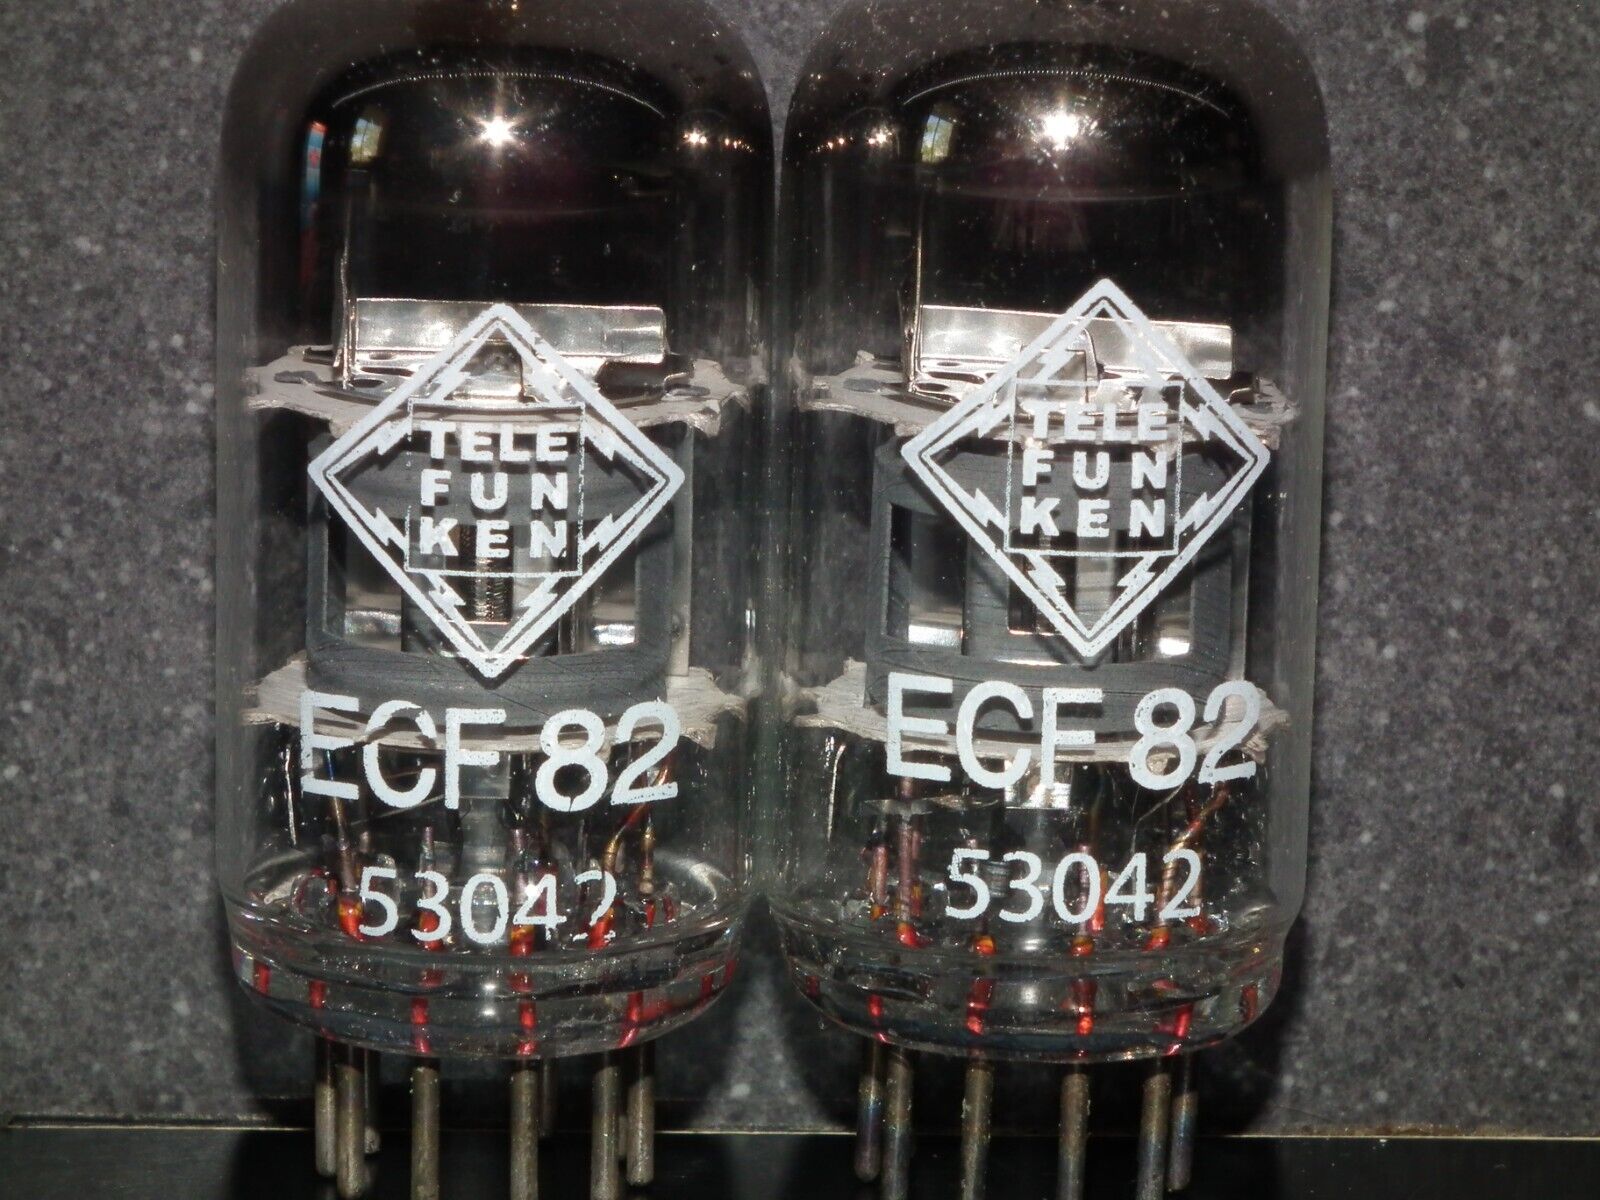 TELE
FUN
KEN
ECF 82
53042
TELE
FUN
KEN
ECF 82
53042